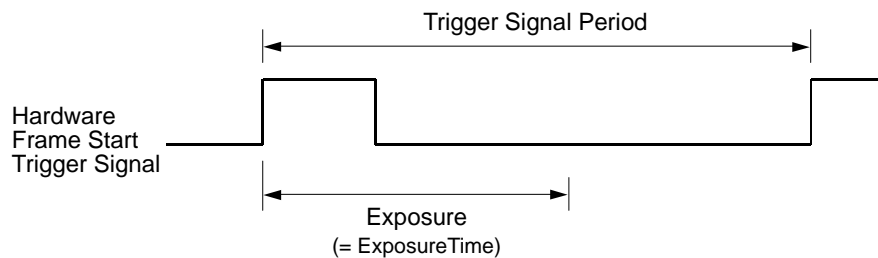 Trigger Signal Period
Hardware
Frame Start
Trigger Signal
Exposure
(= ExposureTime)